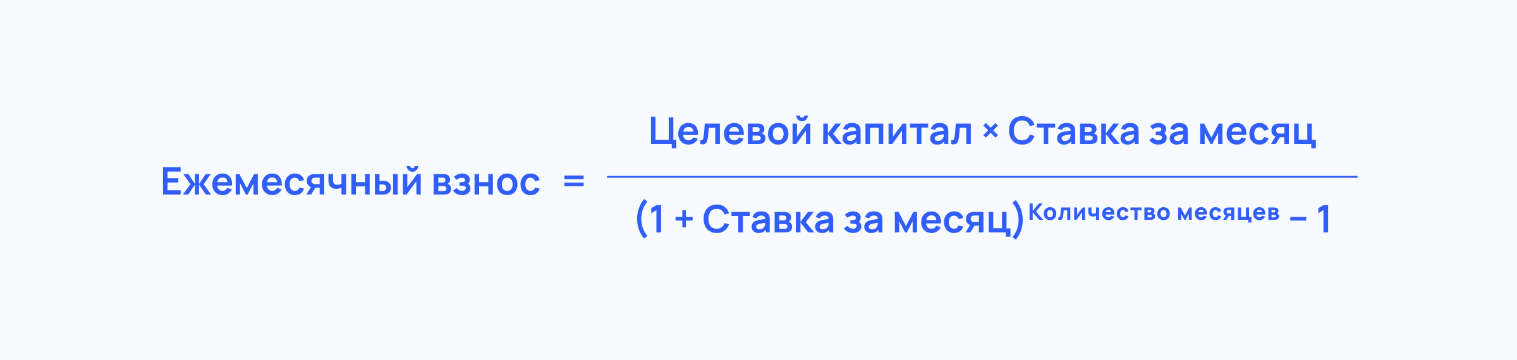 Ежемесячный взнос =
Целевой капитал × Ставка за месяц
(1 + Ставка за месяц)^Количество месяцев – 1